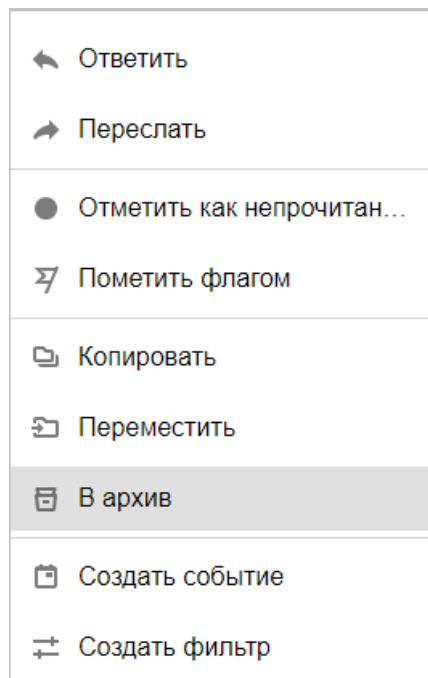 Ответить
Переслать
Отметить как непрочитан...
Пометить флагом
Копировать
Переместить
В архив
Создать событие
Создать фильтр